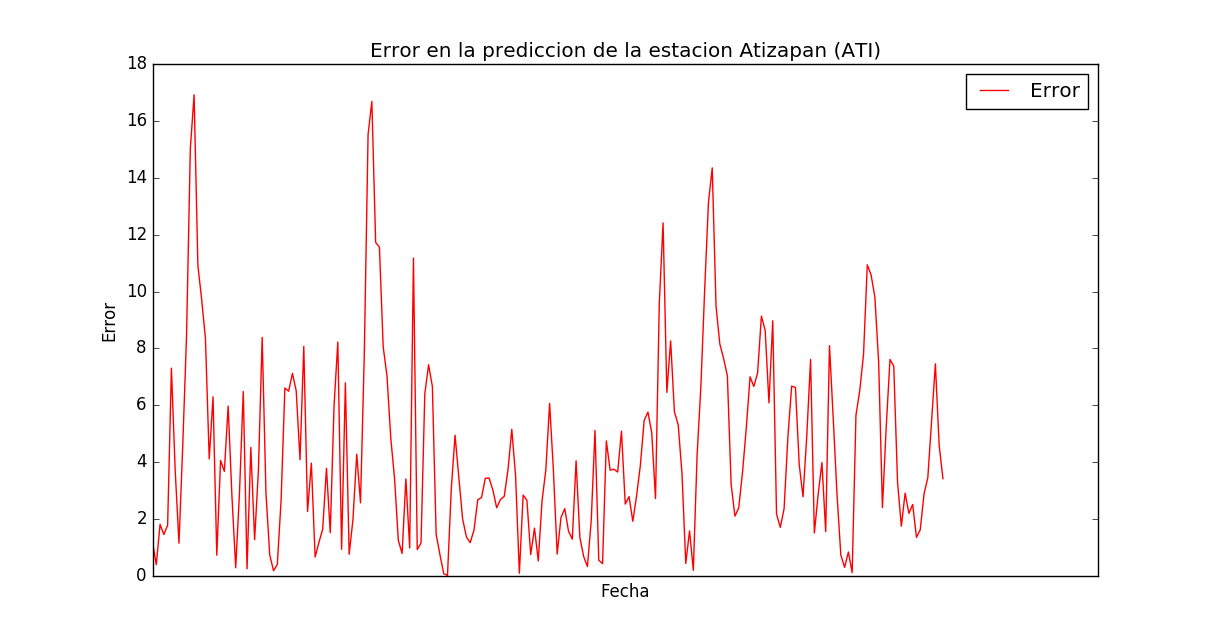 Error en la prediccion de la estacion Atizapan (ATI)
18
16
14
12
10
8
6
4
2
0
Error
Error
Fecha